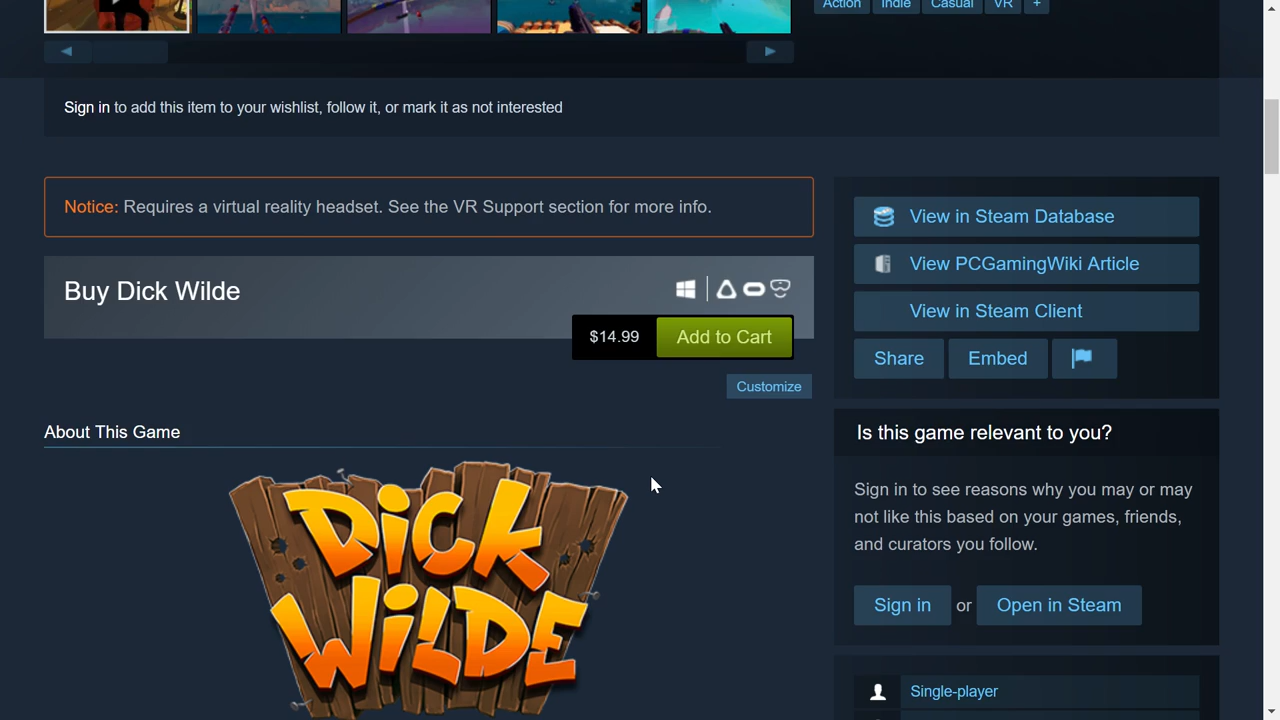 Action Indie Casual VR +
Sign in to add this item to your wishlist, follow it, or mark it as not interested
Notice: Requires a virtual reality headset. See the VR Support section for more info.
Buy Dick Wilde
$14.99 Add to Cart
Customize
About This Game
DICK
WILDE
View in Steam Database
View PCGamingWiki Article
View in Steam Client
Share Embed
Is this game relevant to you?
Sign in to see reasons why you may or may
not like this based on your games, friends,
and curators you follow.
Sign in or Open in Steam
Single-player